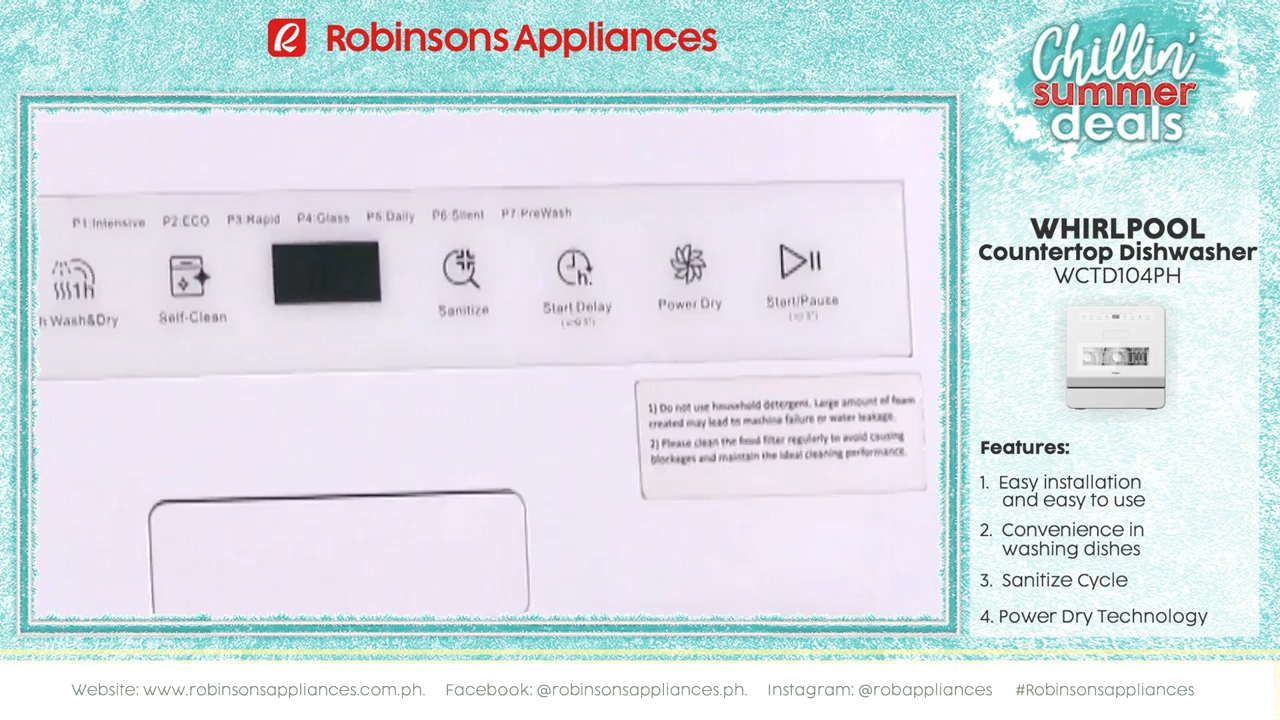 Robinsons Appliances
Chillin'
summer
deals
P1:Intensive P2:ECO P3:Rapid P4:Glass P5:Daily P6:Silent P7:PreWash
1h
h.
h Wash&Dry
Self-Clean
Sanitize
Start Delay
Power Dry
Start/Pause
1) Do not use household detergent. Large amount of foam
created may lead to machine failure or water leakage.
2) Please clean the food filter regularly to avoid causing
blockages and maintain the ideal cleaning performance.
WHIRLPOOL
Countertop Dishwasher
WCTD104PH
Features:
1. Easy installation
and easy to use
2. Convenience in
washing dishes
3. Sanitize Cycle
4. Power Dry Technology
Website: www.robinsonsappliances.com.ph. Facebook: @robinsonsappliances.ph. Instagram: @robappliances #Robinsonsappliances